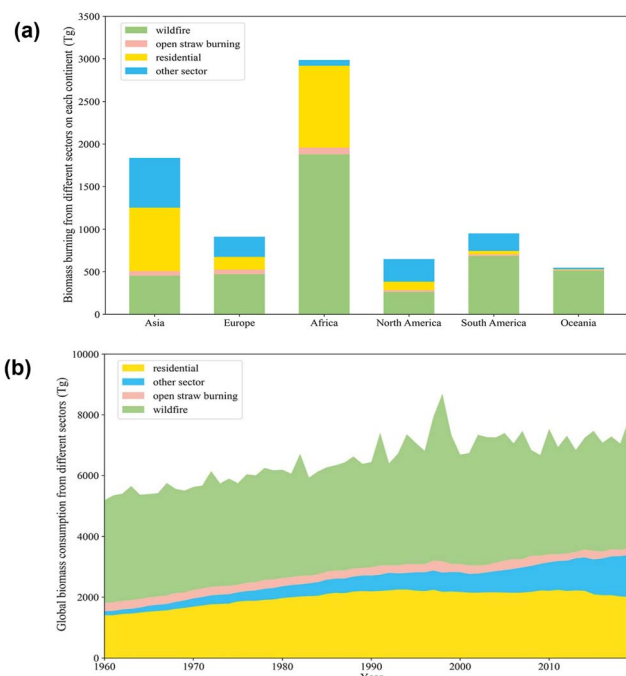 (a)
Biomass burning from different sectors on each continent (Tg)
3500
3000
2500
2000
1500
1000
500
0
wildfire
open straw burning
residential
other sector
Asia
Europe
Africa
North America
South America
Oceania
(b)
Global biomass consumption from different sectors (Tg)
10000
8000
6000
4000
2000
0
residential
other sector
open straw burning
wildfire
1960
1970
1980
1990
2000
2010
Year